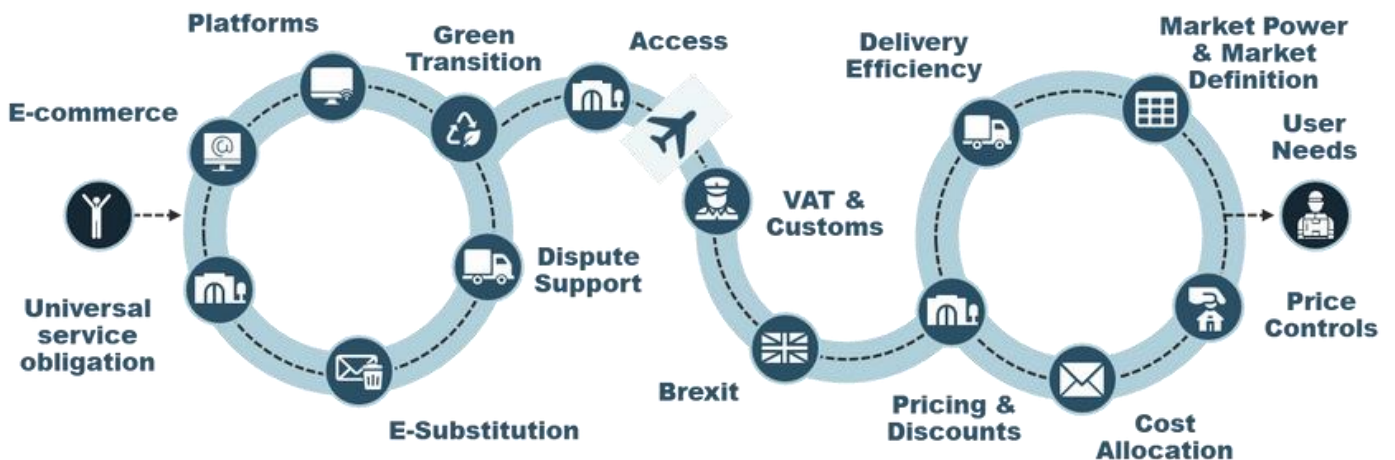 Platforms
Green
Transition
Access
Delivery
Efficiency
Market Power
& Market
Definition
E-commerce
@
User
Needs
VAT &
Customs
Dispute
Support
Universal
service
obligation
Price
Controls
Brexit
Pricing &
Discounts
E-Substitution
Cost
Allocation